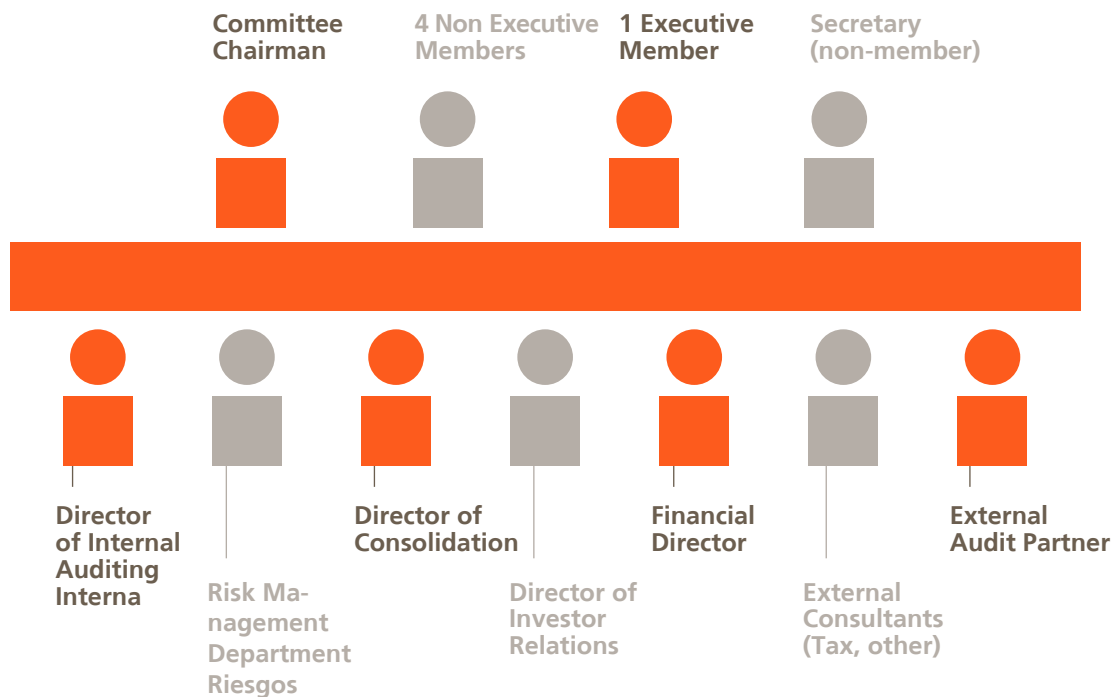 Committee
Chairman
4 Non Executive
Members
1 Executive
Member
Secretary
(non-member)
Director
of Internal
Auditing
Interna
Risk Ma-
nagement
Department
Riesgos
Director of
Consolidation
Director of
Investor
Relations
Financial
Director
External
Consultants
(Tax, other)
External
Audit Partner